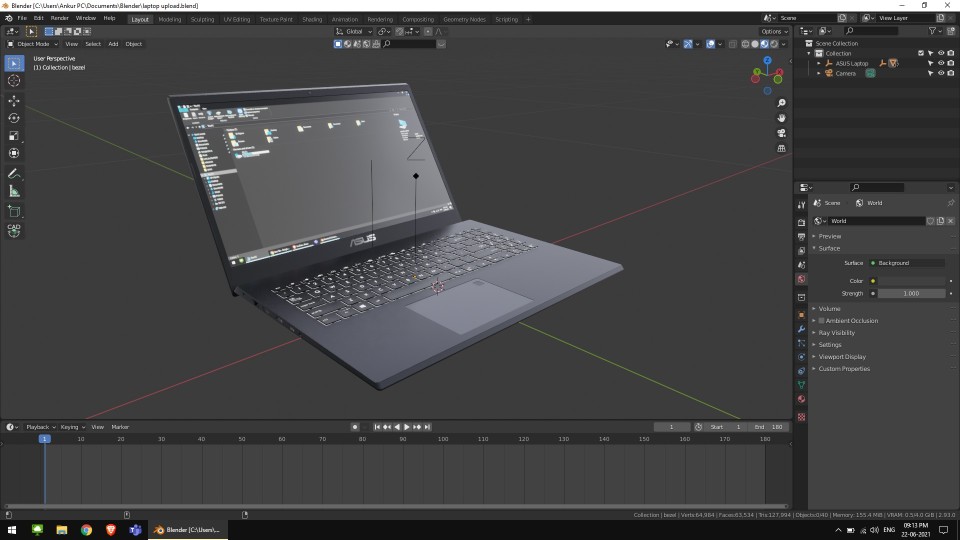 Blender [C:\Users\Ankur PC\Documents\Blender\laptop upload.blend]
File Edit Render Window Help Layout Modeling Sculpting UV Editing Texture Paint Shading Animation Rendering Compositing Geometry Nodes Scripting + Scene View Layer
Global Options
Object Mode View Select Add Object
User Perspective
(1) Collection | bezel
Scene Collection
Collection
ASUS Laptop
Camera
Z
ASUS
CAD
Scene World
World
Preview
Surface
Surface Background
Color
Strength 1.000
Volume
Ambient Occlusion
Ray Visibility
Settings
Viewport Display
Custom Properties
Playback Keying View Marker 1 Start 1 End 180
1 10 20 30 40 50 60 70 80 90 100 110 120 130 140 150 160 170 180
Collection | bezel | Verts:64,984 | Faces:63,534 | Tris:127,994 | Objects:0/40 | Memory: 155.4 MiB | VRAM: 0.5/4.0 GiB | 2.93.0
Blender [C:\Users\... ENG 09:13 PM
22-06-2021